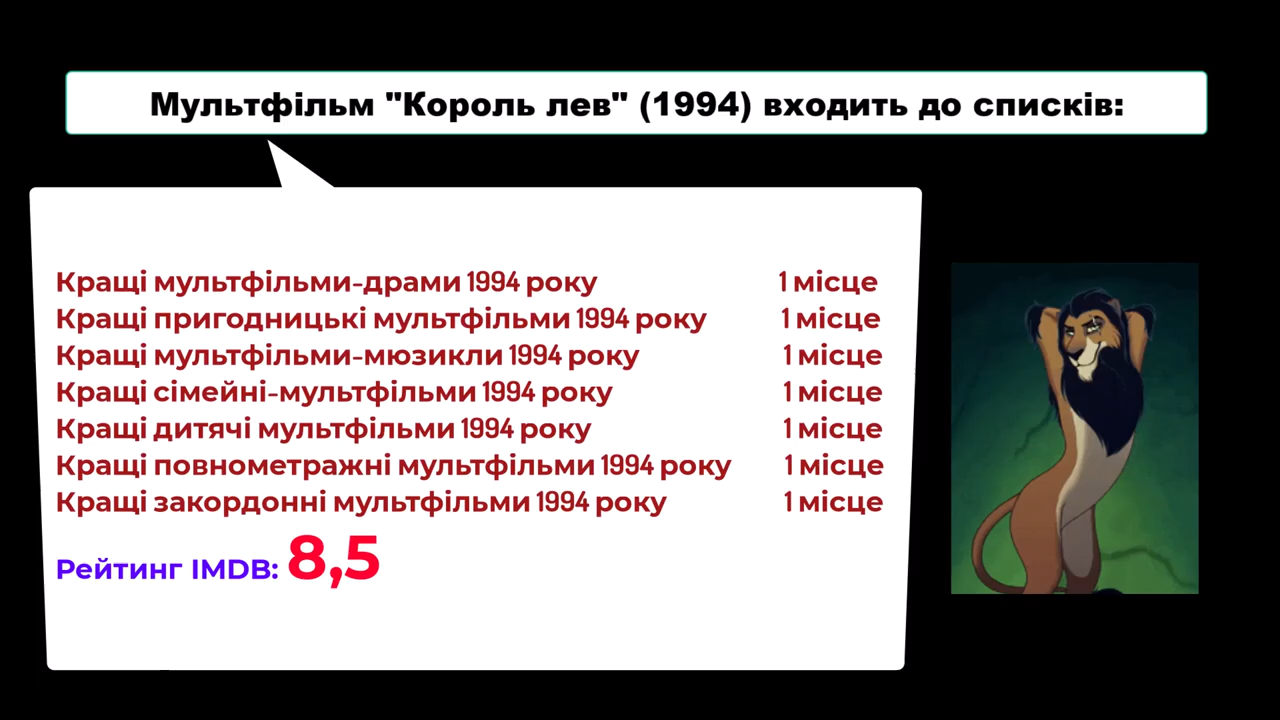 Мультфільм "Король лев" (1994) входить до списків:
Кращі мультфільми-драми 1994 року 1 місце
Кращі пригодницькі мультфільми 1994 року 1 місце
Кращі мультфільми-мюзикли 1994 року 1 місце
Кращі сімейні-мультфільми 1994 року 1 місце
Кращі дитячі мультфільми 1994 року 1 місце
Кращі повнометражні мультфільми 1994 року 1 місце
Кращі закордонні мультфільми 1994 року 1 місце
Рейтинг IMDB: 8,5